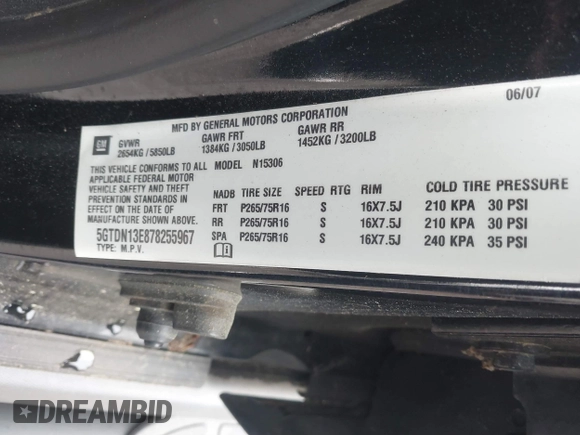 06/07
MFD BY GENERAL MOTORS CORPORATION
GM
GVWR GAWR FRT GAWR RR
2654KG / 5850LB 1384KG / 3050LB 1452KG / 3200LB
THIS VEHICLE CONFORMS TO ALL MODEL N15306
APPLICABLE FEDERAL MOTOR
VEHICLE SAFETY AND THEFT
PREVENTION STANDARDS
IN EFFECT ON THE DATE OF
MANUFACTURE SHOWN ABOVE.
5GTDN13E878255967
TYPE: M.P.V.
NADB TIRE SIZE SPEED RTG RIM COLD TIRE PRESSURE
FRT P265/75R16 S 16X7.5J 210 KPA 30 PSI
RR P265/75R16 S 16X7.5J 210 KPA 30 PSI
SPA P265/75R16 S 16X7.5J 240 KPA 35 PSI
DREAMBID